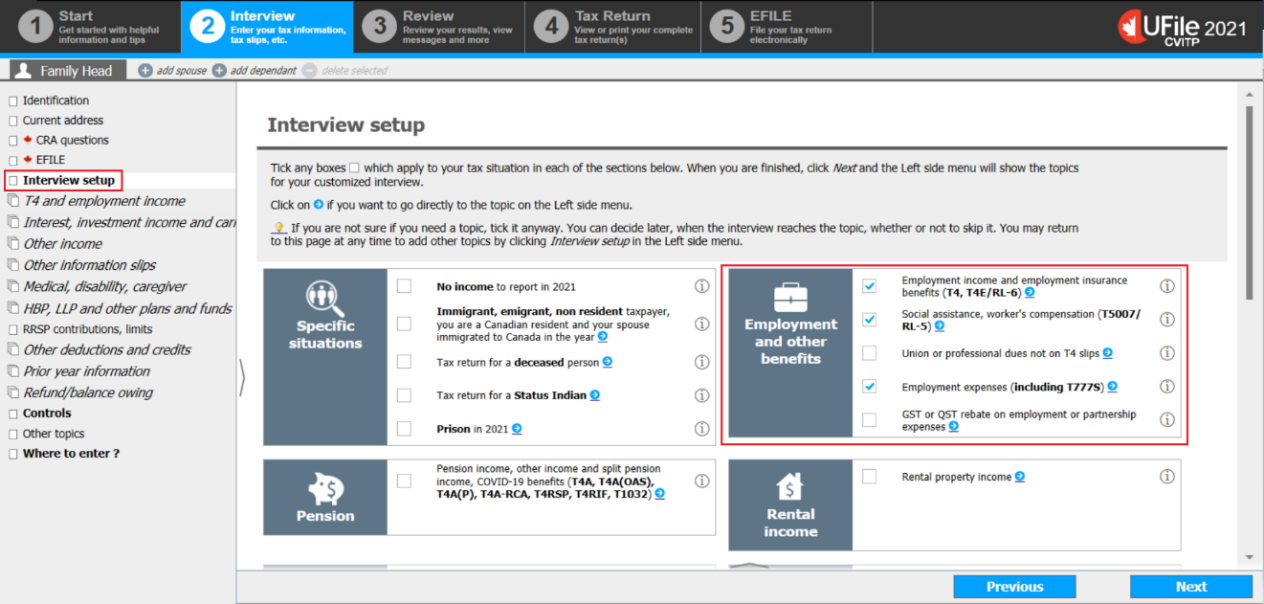 1
Start
Get started with helpful
information and tips
2
Interview
Enter your tax information,
tax slips, etc.
3
Review
Review your results, view
messages and more
4
Tax Return
View or print your complete
tax return(s)
5
EFILE
File your tax return
electronically
UFile 2021
CVITP
Family Head
add spouse
add dependant
delete selected
Identification
Current address
CRA questions
EFILE
Interview setup
T4 and employment income
Interest, investment income and carr
Other income
Other information slips
Medical, disability, caregiver
HBP, LLP and other plans and funds
RRSP contributions, limits
Other deductions and credits
Prior year information
Refund/balance owing
Controls
Other topics
Where to enter ?
Interview setup
Tick any boxes which apply to your tax situation in each of the sections below. When you are finished, click Next and the Left side menu will show the topics
for your customized interview.
Click on if you want to go directly to the topic on the Left side menu.
If you are not sure if you need a topic, tick it anyway. You can decide later, when the interview reaches the topic, whether or not to skip it. You may return
to this page at any time to add other topics by clicking Interview setup in the Left side menu.
Specific
situations
No income to report in 2021
Immigrant, emigrant, non resident taxpayer,
you are a Canadian resident and your spouse
immigrated to Canada in the year
Tax return for a deceased person
Tax return for a Status Indian
Prison in 2021
Employment
and other
benefits
Employment income and employment insurance
benefits (T4, T4E/RL-6)
Social assistance, worker's compensation (T5007/
RL-5)
Union or professional dues not on T4 slips
Employment expenses (including T777S)
GST or QST rebate on employment or partnership
expenses
Pension
Pension income, other income and split pension
income, COVID-19 benefits (T4A, T4A(OAS),
T4A(P), T4A-RCA, T4RSP, T4RIF, T1032)
Rental
income
Rental property income
Previous
Next